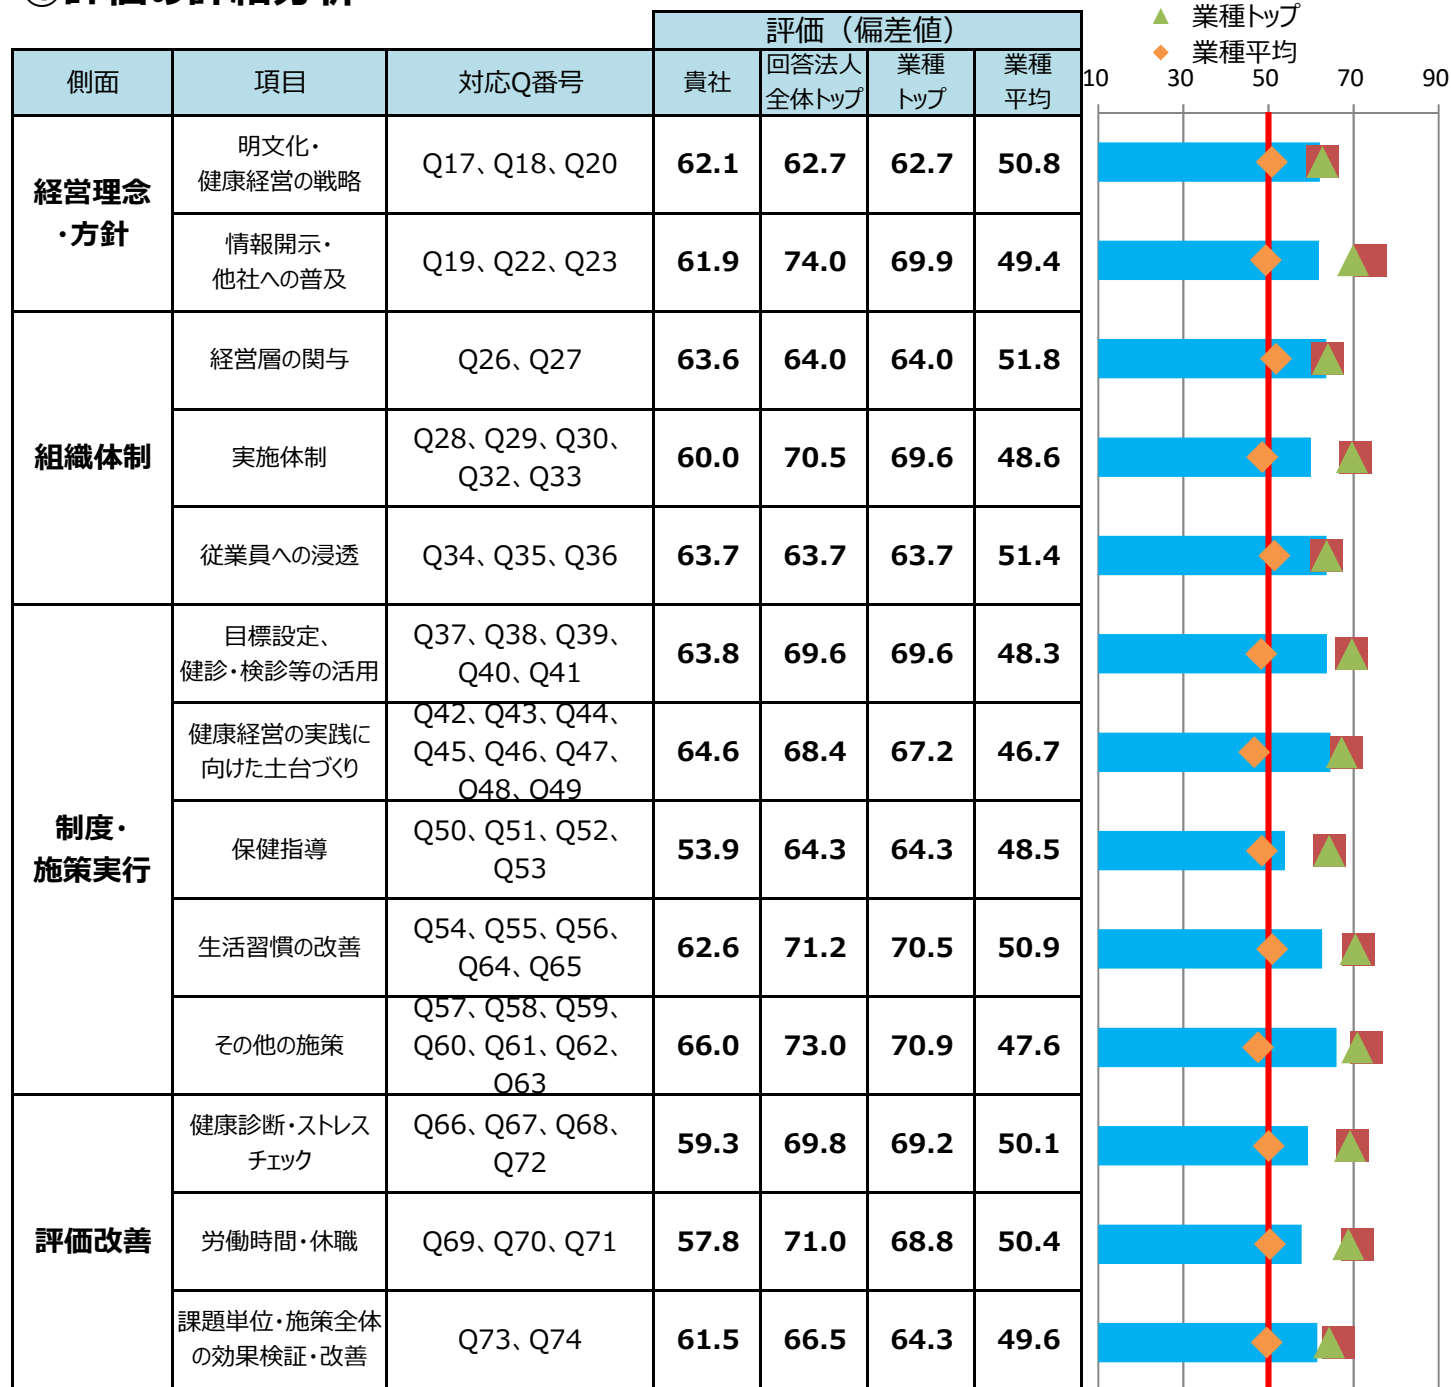 評価（偏差値）
▲ 業種トップ
◆ 業種平均
側面 項目 対応Q番号 貴社 回答法人 業種 業種
全体トップ トップ 平均
10 30 50 70 90
経営理念
・方針
明文化・
健康経営の戦略
Q17、Q18、Q20
62.1 62.7 62.7 50.8
情報開示・
他社への普及
Q19、Q22、Q23
61.9 74.0 69.9 49.4
組織体制
経営層の関与
Q26、Q27
63.6 64.0 64.0 51.8
実施体制
Q28、Q29、Q30、
Q32、Q33
60.0 70.5 69.6 48.6
従業員への浸透
Q34、Q35、Q36
63.7 63.7 63.7 51.4
制度・
施策実行
目標設定、
健診・検診等の活用
Q37、Q38、Q39、
Q40、Q41
63.8 69.6 69.6 48.3
健康経営の実践に
向けた土台づくり
Q42、Q43、Q44、
Q45、Q46、Q47、
Q48、Q49
64.6 68.4 67.2 46.7
保健指導
Q50、Q51、Q52、
Q53
53.9 64.3 64.3 48.5
生活習慣の改善
Q54、Q55、Q56、
Q64、Q65
62.6 71.2 70.5 50.9
その他の施策
Q57、Q58、Q59、
Q60、Q61、Q62、
Q63
66.0 73.0 70.9 47.6
評価改善
健康診断・ストレス
チェック
Q66、Q67、Q68、
Q72
59.3 69.8 69.2 50.1
労働時間・休職
Q69、Q70、Q71
57.8 71.0 68.8 50.4
課題単位・施策全体
の効果検証・改善
Q73、Q74
61.5 66.5 64.3 49.6